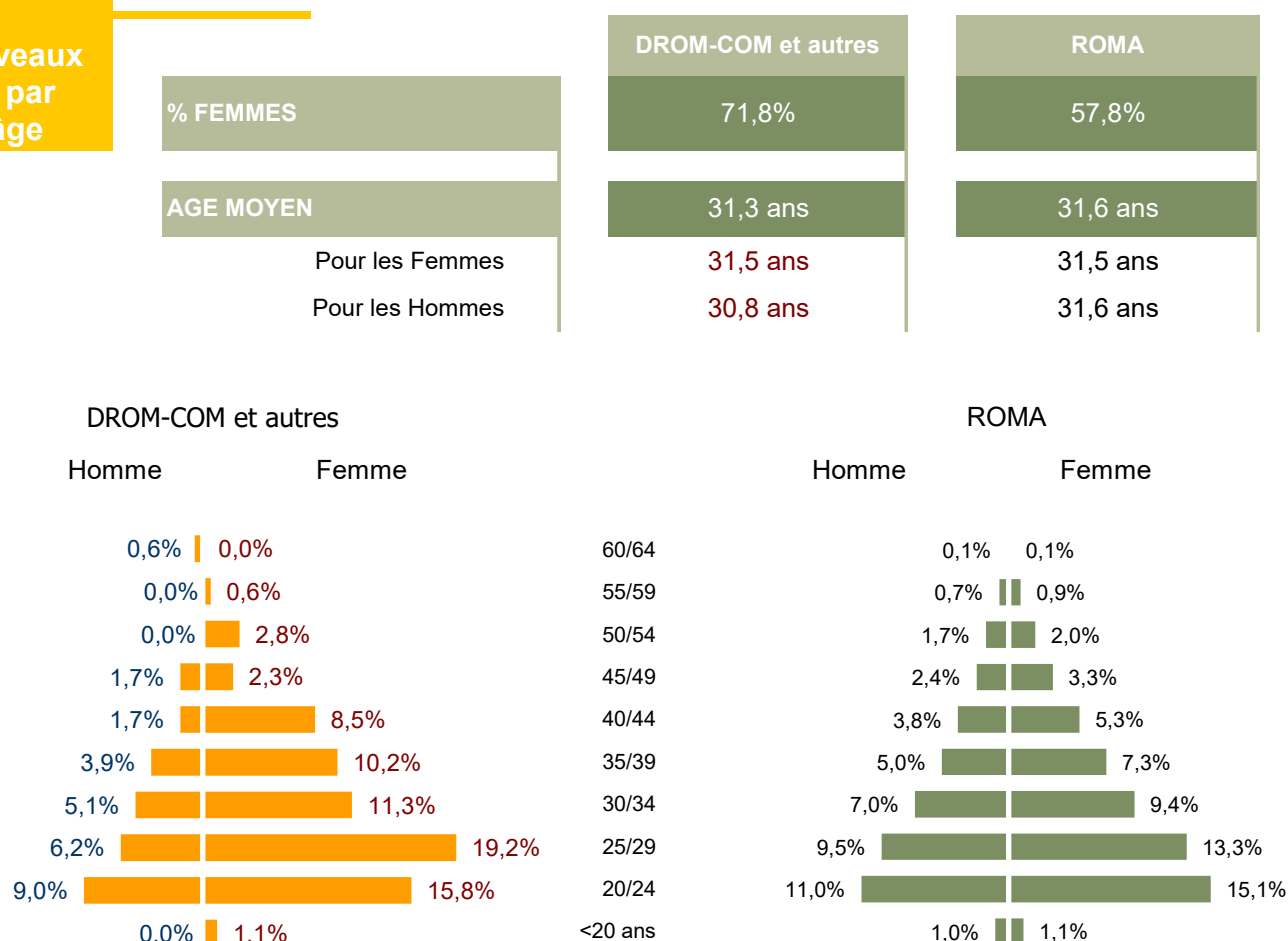 veaux
par
âge
DROM-COM et autres ROMA
% FEMMES 71,8% 57,8%
AGE MOYEN 31,3 ans 31,6 ans
Pour les Femmes 31,5 ans 31,5 ans
Pour les Hommes 30,8 ans 31,6 ans
DROM-COM et autres ROMA
Homme Femme Homme Femme
0,6% 0,0% 60/64 0,1% 0,1%
0,0% 0,6% 55/59 0,7% 0,9%
0,0% 2,8% 50/54 1,7% 2,0%
1,7% 2,3% 45/49 2,4% 3,3%
1,7% 8,5% 40/44 3,8% 5,3%
3,9% 10,2% 35/39 5,0% 7,3%
5,1% 11,3% 30/34 7,0% 9,4%
6,2% 19,2% 25/29 9,5% 13,3%
9,0% 15,8% 20/24 11,0% 15,1%
0,0% 1,1% <20 ans 1,0% 1,1%